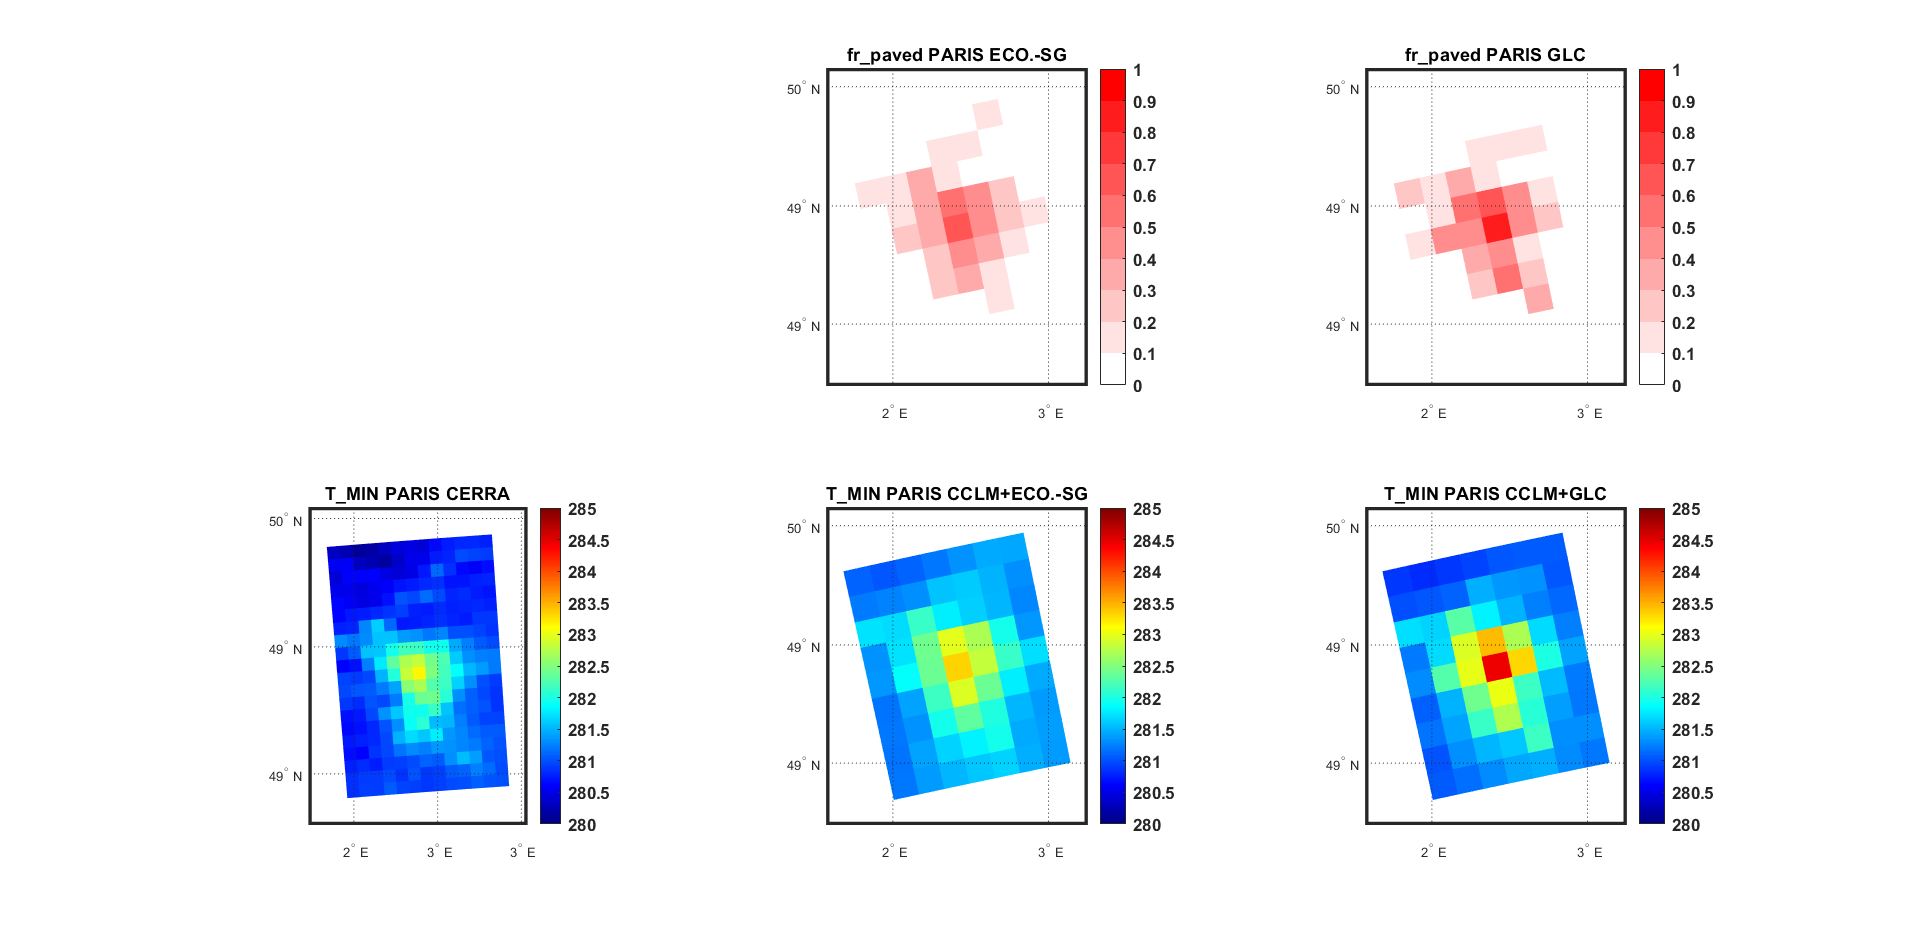 fr_paved PARIS ECO.-SG
50° N
49° N
49° N
2° E
3° E
1
0.9
0.8
0.7
0.6
0.5
0.4
0.3
0.2
0.1
0
fr_paved PARIS GLC
50° N
49° N
49° N
2° E
3° E
1
0.9
0.8
0.7
0.6
0.5
0.4
0.3
0.2
0.1
0
T_MIN PARIS CERRA
50° N
49° N
49° N
2° E
3° E
3° E
285
284.5
284
283.5
283
282.5
282
281.5
281
280.5
280
T_MIN PARIS CCLM+ECO.-SG
50° N
49° N
49° N
2° E
3° E
285
284.5
284
283.5
283
282.5
282
281.5
281
280.5
280
T_MIN PARIS CCLM+GLC
50° N
49° N
49° N
2° E
3° E
285
284.5
284
283.5
283
282.5
282
281.5
281
280.5
280